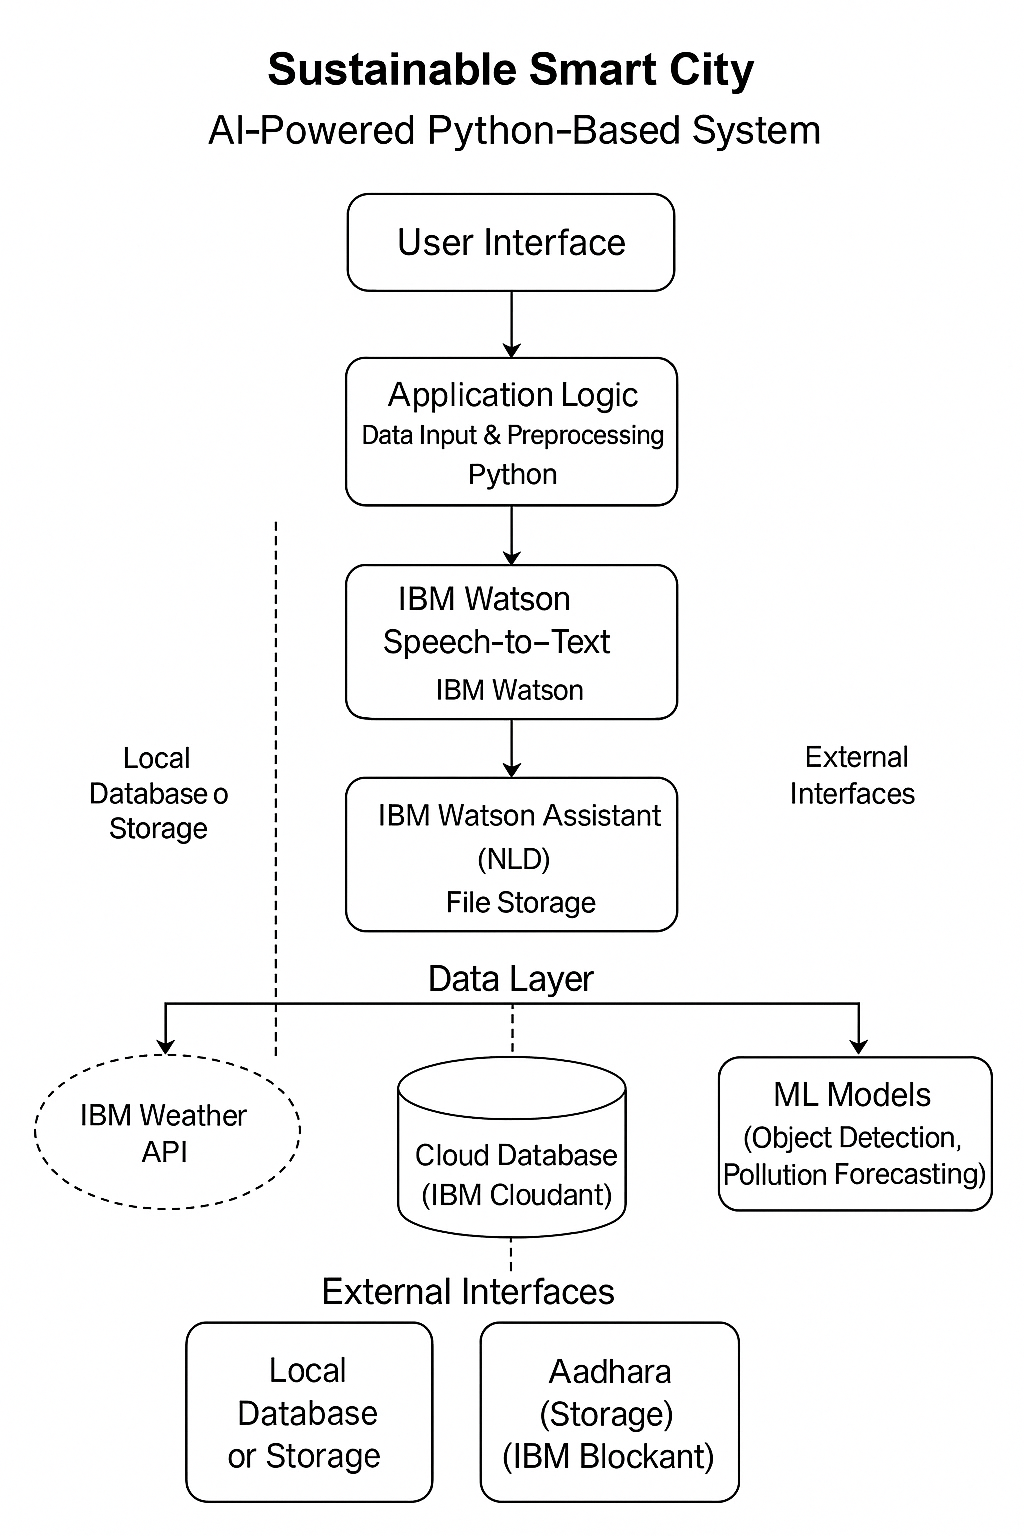 Sustainable Smart City
AI-Powered Python-Based System
User Interface
Application Logic
Data Input & Preprocessing
Python
IBM Watson
Speech-to-Text
IBM Watson
Local
Database o
Storage
External
Interfaces
IBM Watson Assistant
(NLD)
File Storage
Data Layer
IBM Weather
API
Cloud Database
(IBM Cloudant)
ML Models
(Object Detection,
Pollution Forecasting)
External Interfaces
Local
Database
or Storage
Aadhara
(Storage)
(IBM Blockant)